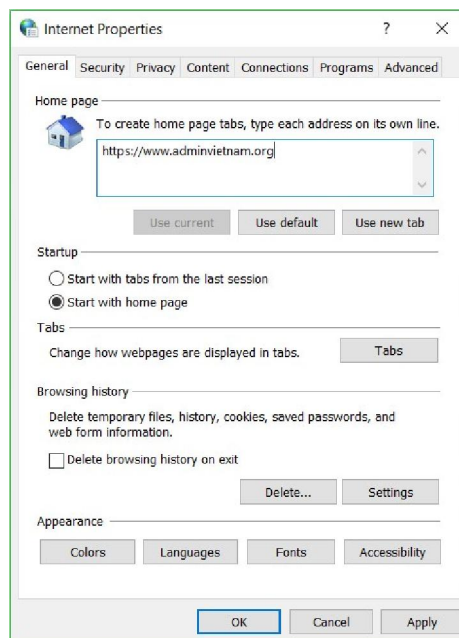 Internet Properties ? ×
General Security Privacy Content Connections Programs Advanced
Home page
To create home page tabs, type each address on its own line.
https://www.adminvietnam.org
Use current Use default Use new tab
Startup
Start with tabs from the last session
Start with home page
Tabs
Change how webpages are displayed in tabs. Tabs
Browsing history
Delete temporary files, history, cookies, saved passwords, and
web form information.
Delete browsing history on exit
Delete... Settings
Appearance
Colors Languages Fonts Accessibility
OK Cancel Apply